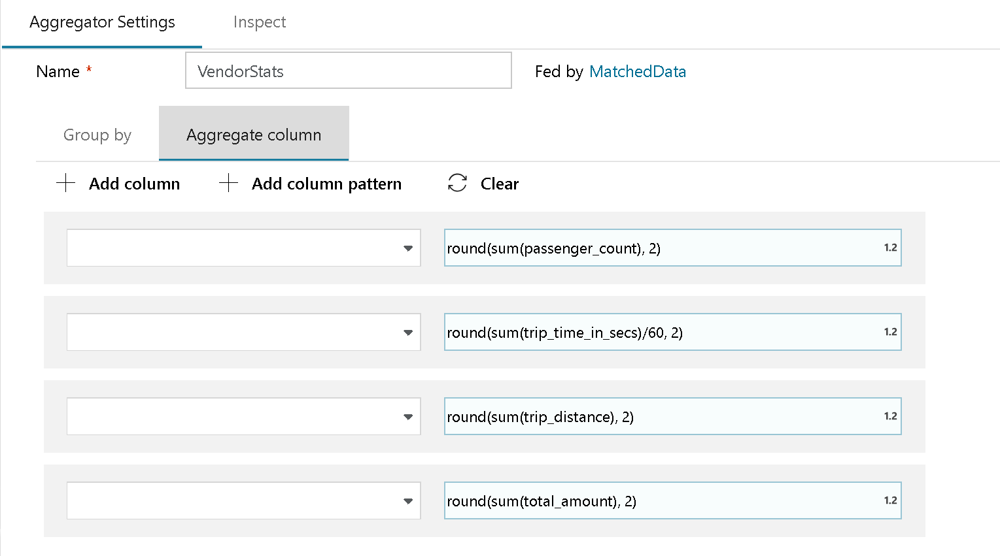 Aggregator Settings Inspect
Name * VendorStats Fed by MatchedData
Group by Aggregate column
+ Add column + Add column pattern Clear
round(sum(passenger_count), 2) 1.2
round(sum(trip_time_in_secs)/60, 2) 1.2
round(sum(trip_distance), 2) 1.2
round(sum(total_amount), 2) 1.2